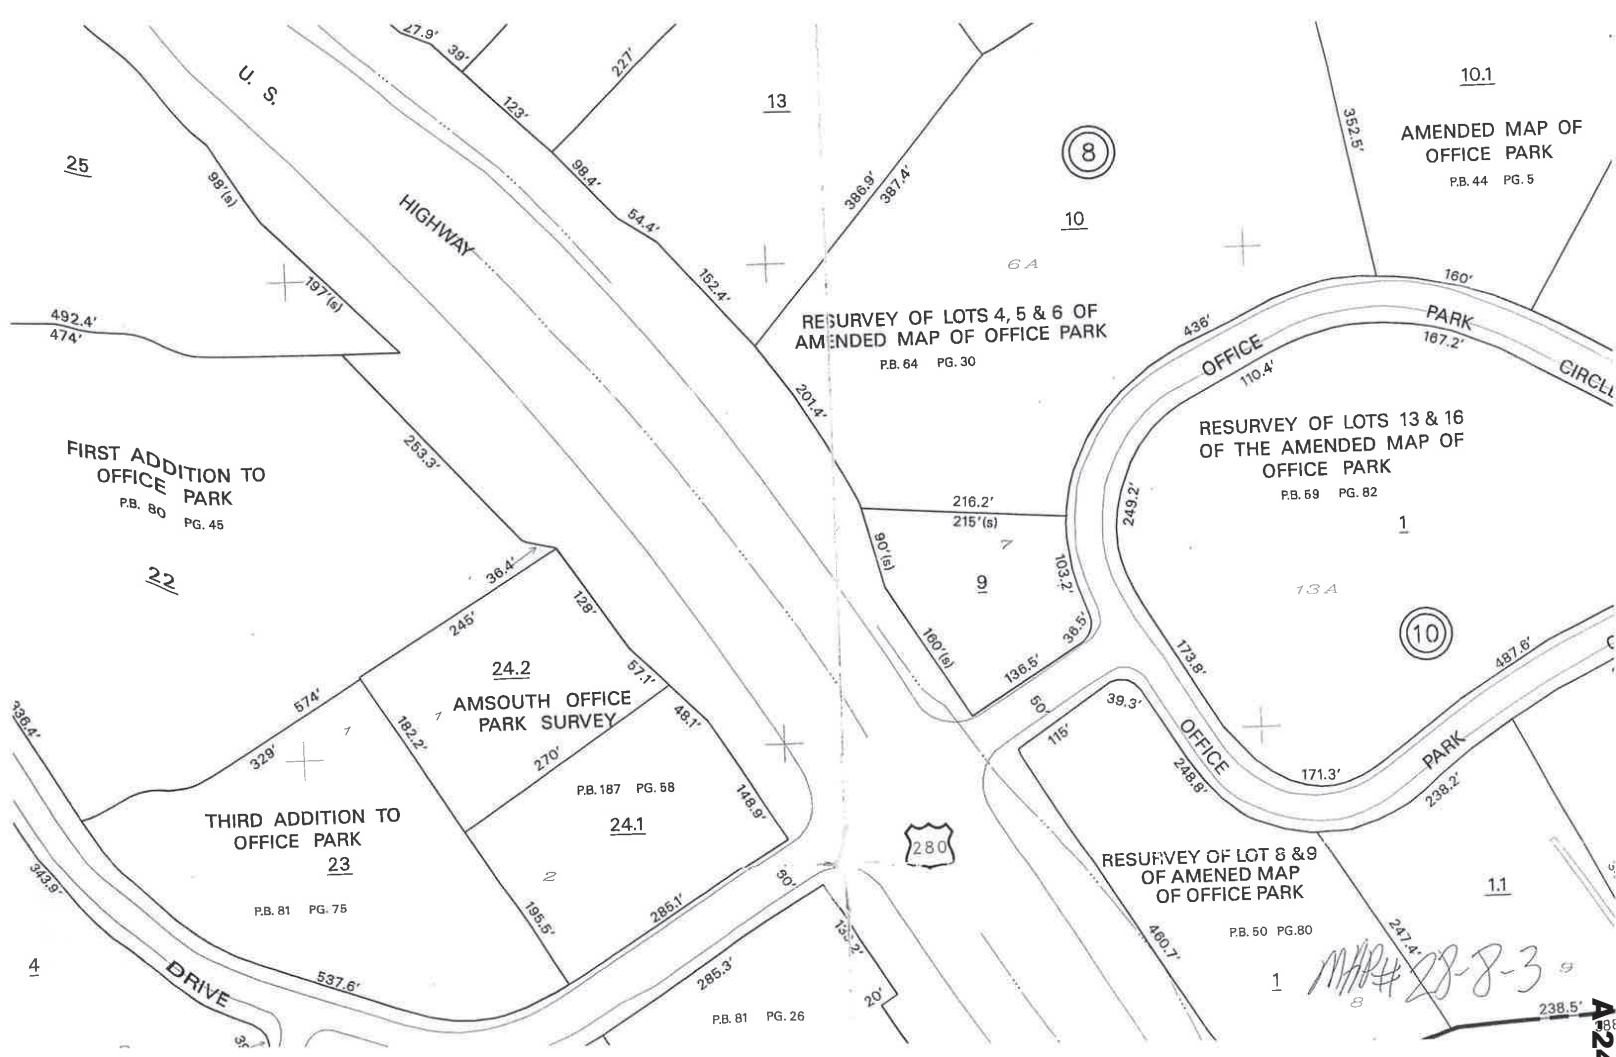 27.9'
39'
227'
U. S.
123'
13
98.4'
54.4'
152.4'
386.9'
387.4'
8
10
6A
352.5'
10.1
AMENDED MAP OF
OFFICE PARK
P.B. 44 PG. 5
25
98'(s)
197'(s)
HIGHWAY
492.4'
474'
RESURVEY OF LOTS 4, 5 & 6 OF
AMENDED MAP OF OFFICE PARK
P.B. 64 PG. 30
201.4'
436'
160'
OFFICE
PARK
CIRCLE
110.4'
167.2'
RESURVEY OF LOTS 13 & 16
OF THE AMENDED MAP OF
OFFICE PARK
P.B. 59 PG. 82
1
13A
10
249.2'
FIRST ADDITION TO
OFFICE PARK
P.B. 80 PG. 45
22
253.3'
216.2'
215'(s)
7
90'(s)
9
103.2'
36.5'
160'(s)
136.5'
36.4'
245'
128'
24.2
57.1'
AMSOUTH OFFICE
PARK SURVEY
1
48.1'
574'
336.4'
1
182.2'
329'
270'
P.B. 187 PG. 58
24.1
148.9'
2
THIRD ADDITION TO
OFFICE PARK
23
P.B. 81 PG. 75
195.5'
285.1'
343.9'
4
DRIVE
537.6'
285.3'
P.B. 81 PG. 26
20'
280
50'
115'
39.3'
173.8'
OFFICE
248.8'
171.3'
PARK
238.2'
487.6'
RESURVEY OF LOT 8 & 9
OF AMENED MAP
OF OFFICE PARK
P.B. 50 PG. 80
1
460.7'
247.4'
1.1
MAP# 28-8-3
8
9
238.5'